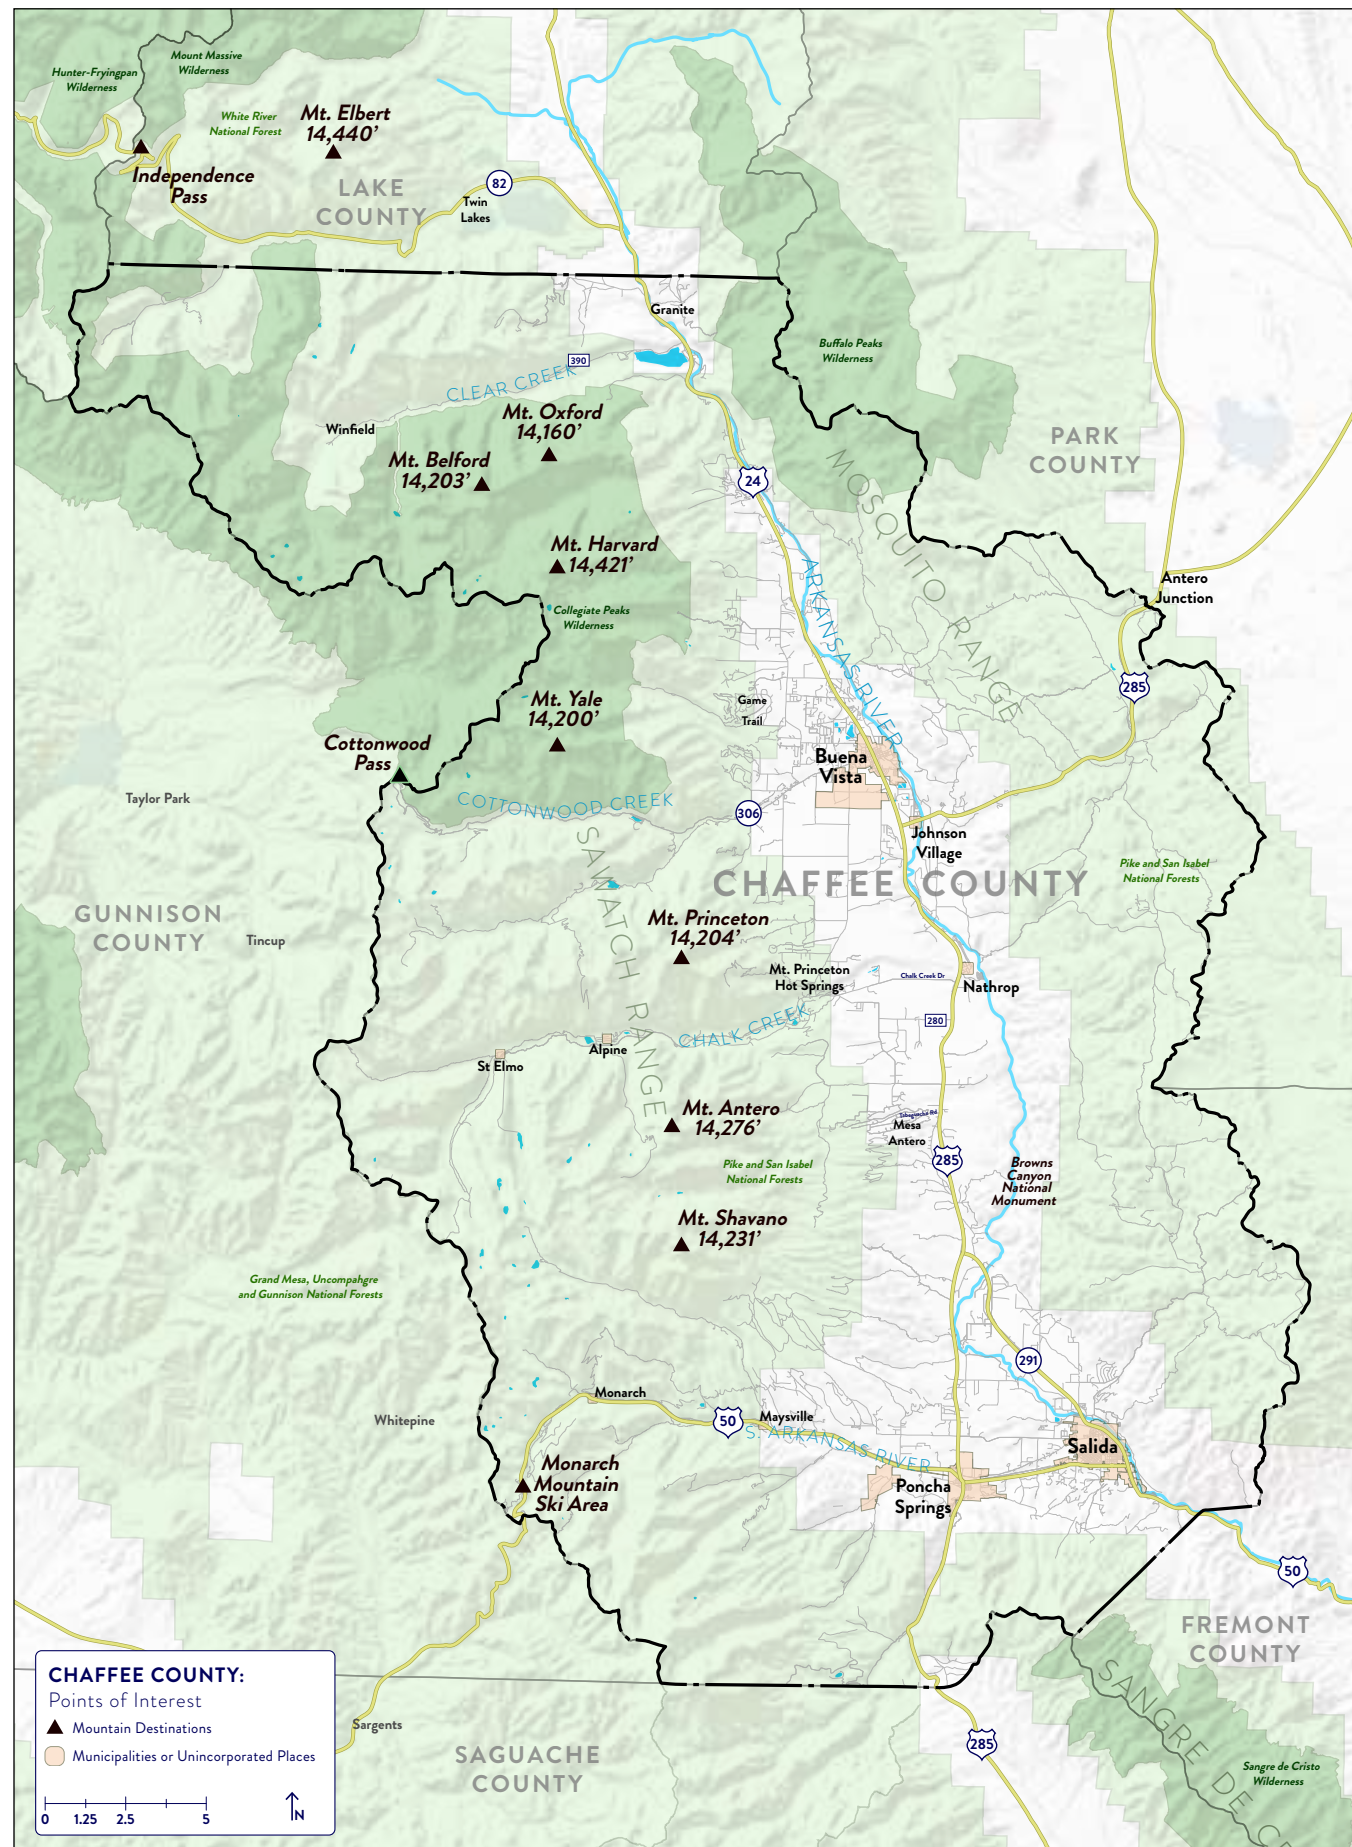 Mount Massive
Wilderness
Hunter-Fryingpan
Wilderness
White River
National Forest
Mt. Elbert
14,440’
Independence
Pass
LAKE
COUNTY
82
Twin
Lakes
Granite
Buffalo Peaks
Wilderness
390
CLEAR CREEK
Mt. Oxford
14,160’
Winfield
Mt. Belford
14,203’
PARK
COUNTY
24
MOSQUITO RANGE
Mt. Harvard
14,421’
ARKANSAS RIVER
Antero
Junction
Collegiate Peaks
Wilderness
285
Mt. Yale
14,200’
Game
Trail
Cottonwood
Pass
Buena
Vista
Taylor Park
COTTONWOOD CREEK
306
Johnson
Village
SAWATCH RANGE
Pike and San Isabel
National Forests
CHAFFEE COUNTY
GUNNISON
COUNTY
Tincup
Mt. Princeton
14,204’
Mt. Princeton
Hot Springs
Chalk Creek Dr
Nathrop
280
CHALK CREEK
Alpine
St Elmo
Mt. Antero
14,276’
Tabeguache Rd
Mesa
Antero
285
Pike and San Isabel
National Forests
Browns
Canyon
National
Monument
Mt. Shavano
14,231’
Grand Mesa, Uncompahgre
and Gunnison National Forests
291
Monarch
Whitepine
50
Maysville
S. ARKANSAS RIVER
Salida
Monarch
Mountain
Ski Area
Poncha
Springs
50
FREMONT
COUNTY
SANGRE DE C
CHAFFEE COUNTY:
Points of Interest
Mountain Destinations
Municipalities or Unincorporated Places
0 1.25 2.5 5
N
Sargents
SAGUACHE
COUNTY
285
Sangre de Cristo
Wilderness